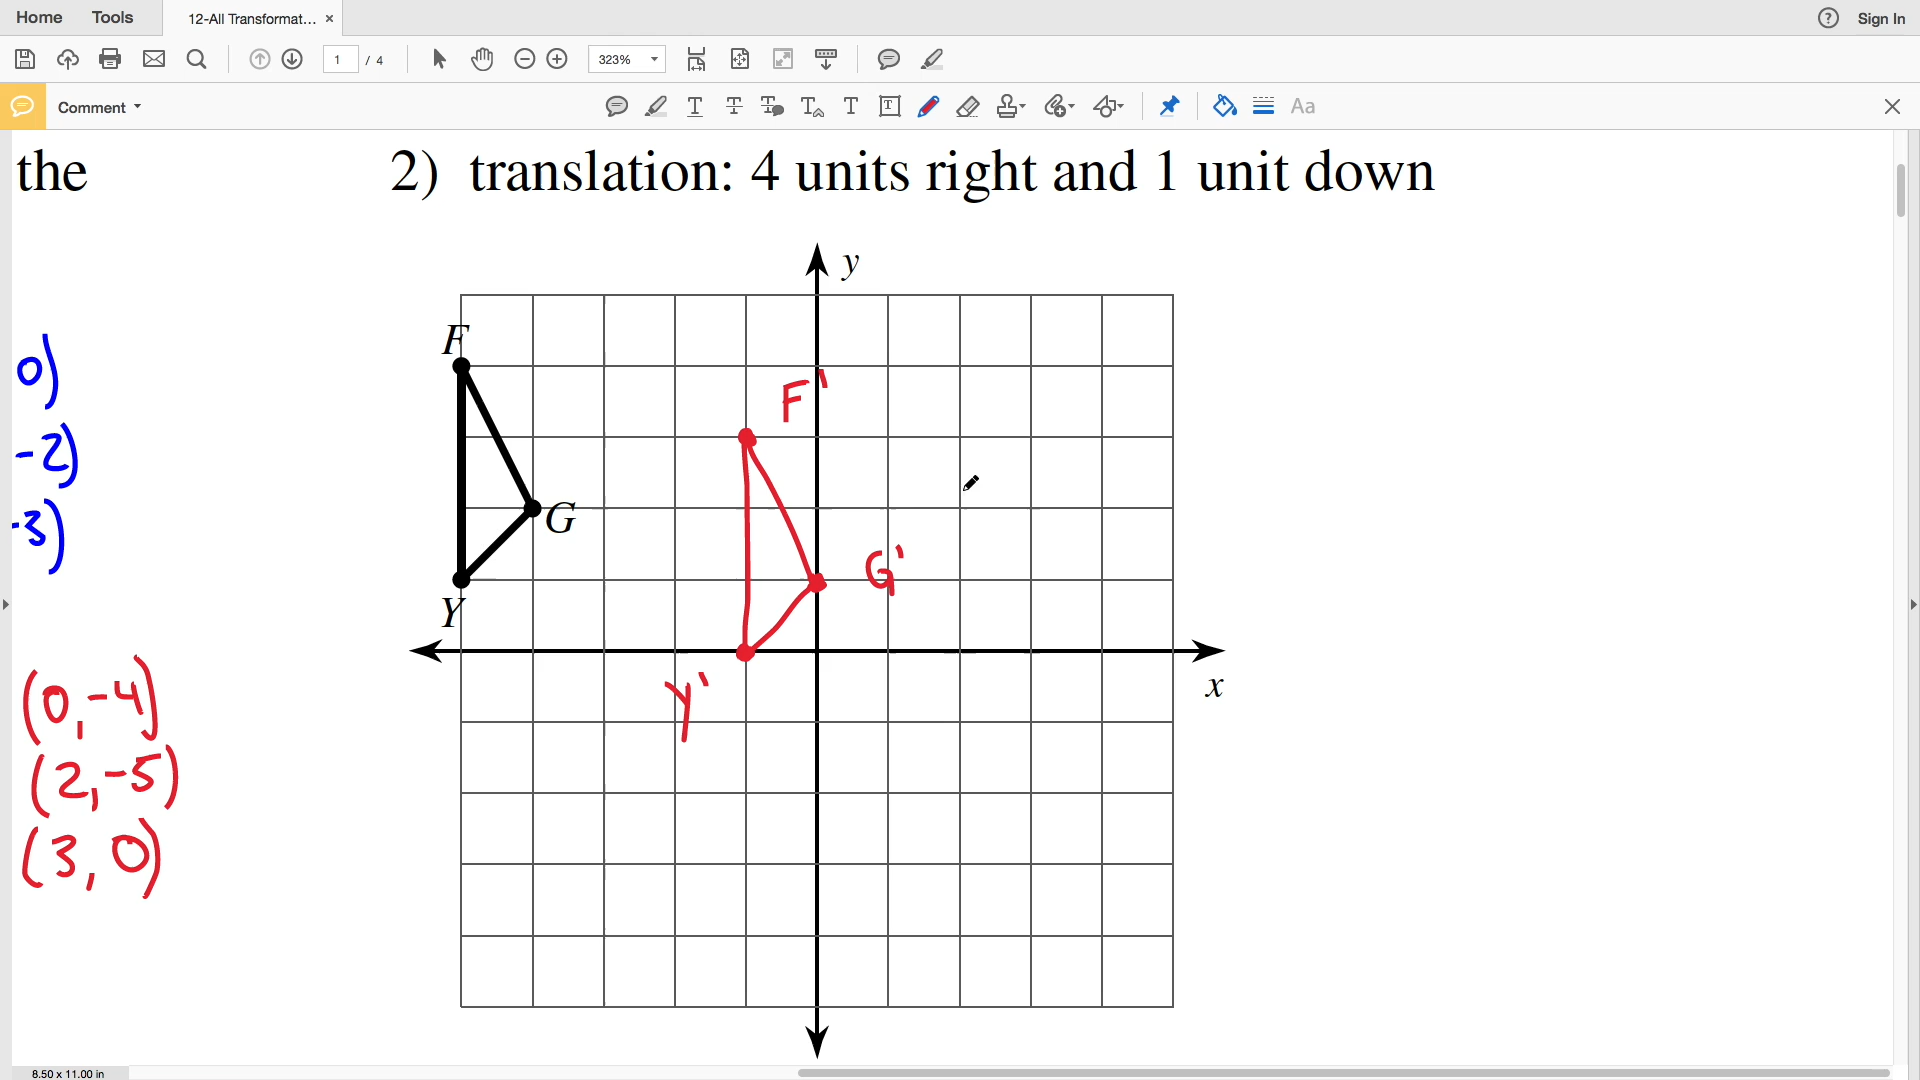 Home Tools 12-All Transformat... × ? Sign In
1 / 4 323%
Comment Aa
the 2) translation: 4 units right and 1 unit down
y
F
0)
F'
-2)
G
-3)
G'
Y
x
Y'
(0,-4)
(2,-5)
(3, 0)
8.50 x 11.00 in